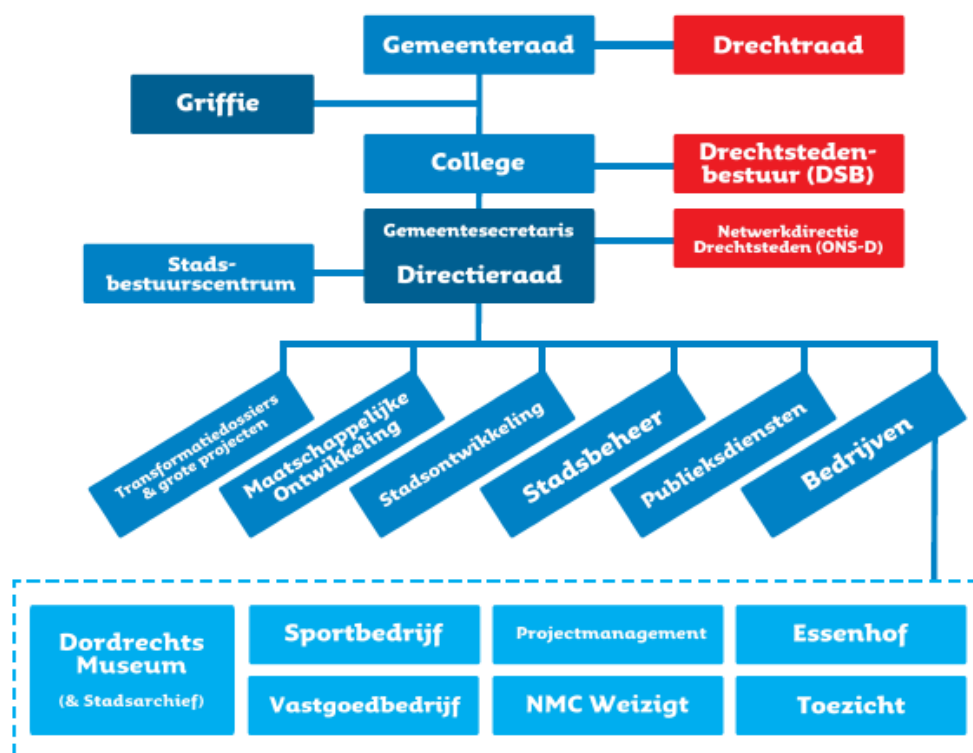 Gemeenteraad
Drechtraad
Griffie
College
Drechtsteden-
bestuur (DSB)
Gemeentesecretaris
Directieraad
Netwerkdirectie
Drechtsteden (ONS-D)
Stads-
bestuurscentrum
Transformatiedossiers
& grote projecten
Maatschappelijke
Ontwikkeling
Stadsontwikkeling
Stadsbeheer
Publieksdiensten
Bedrijven
Dordrechts
Museum
(& Stadsarchief)
Sportbedrijf
Projectmanagement
Essenhof
Vastgoedbedrijf
NMC Weizigt
Toezicht